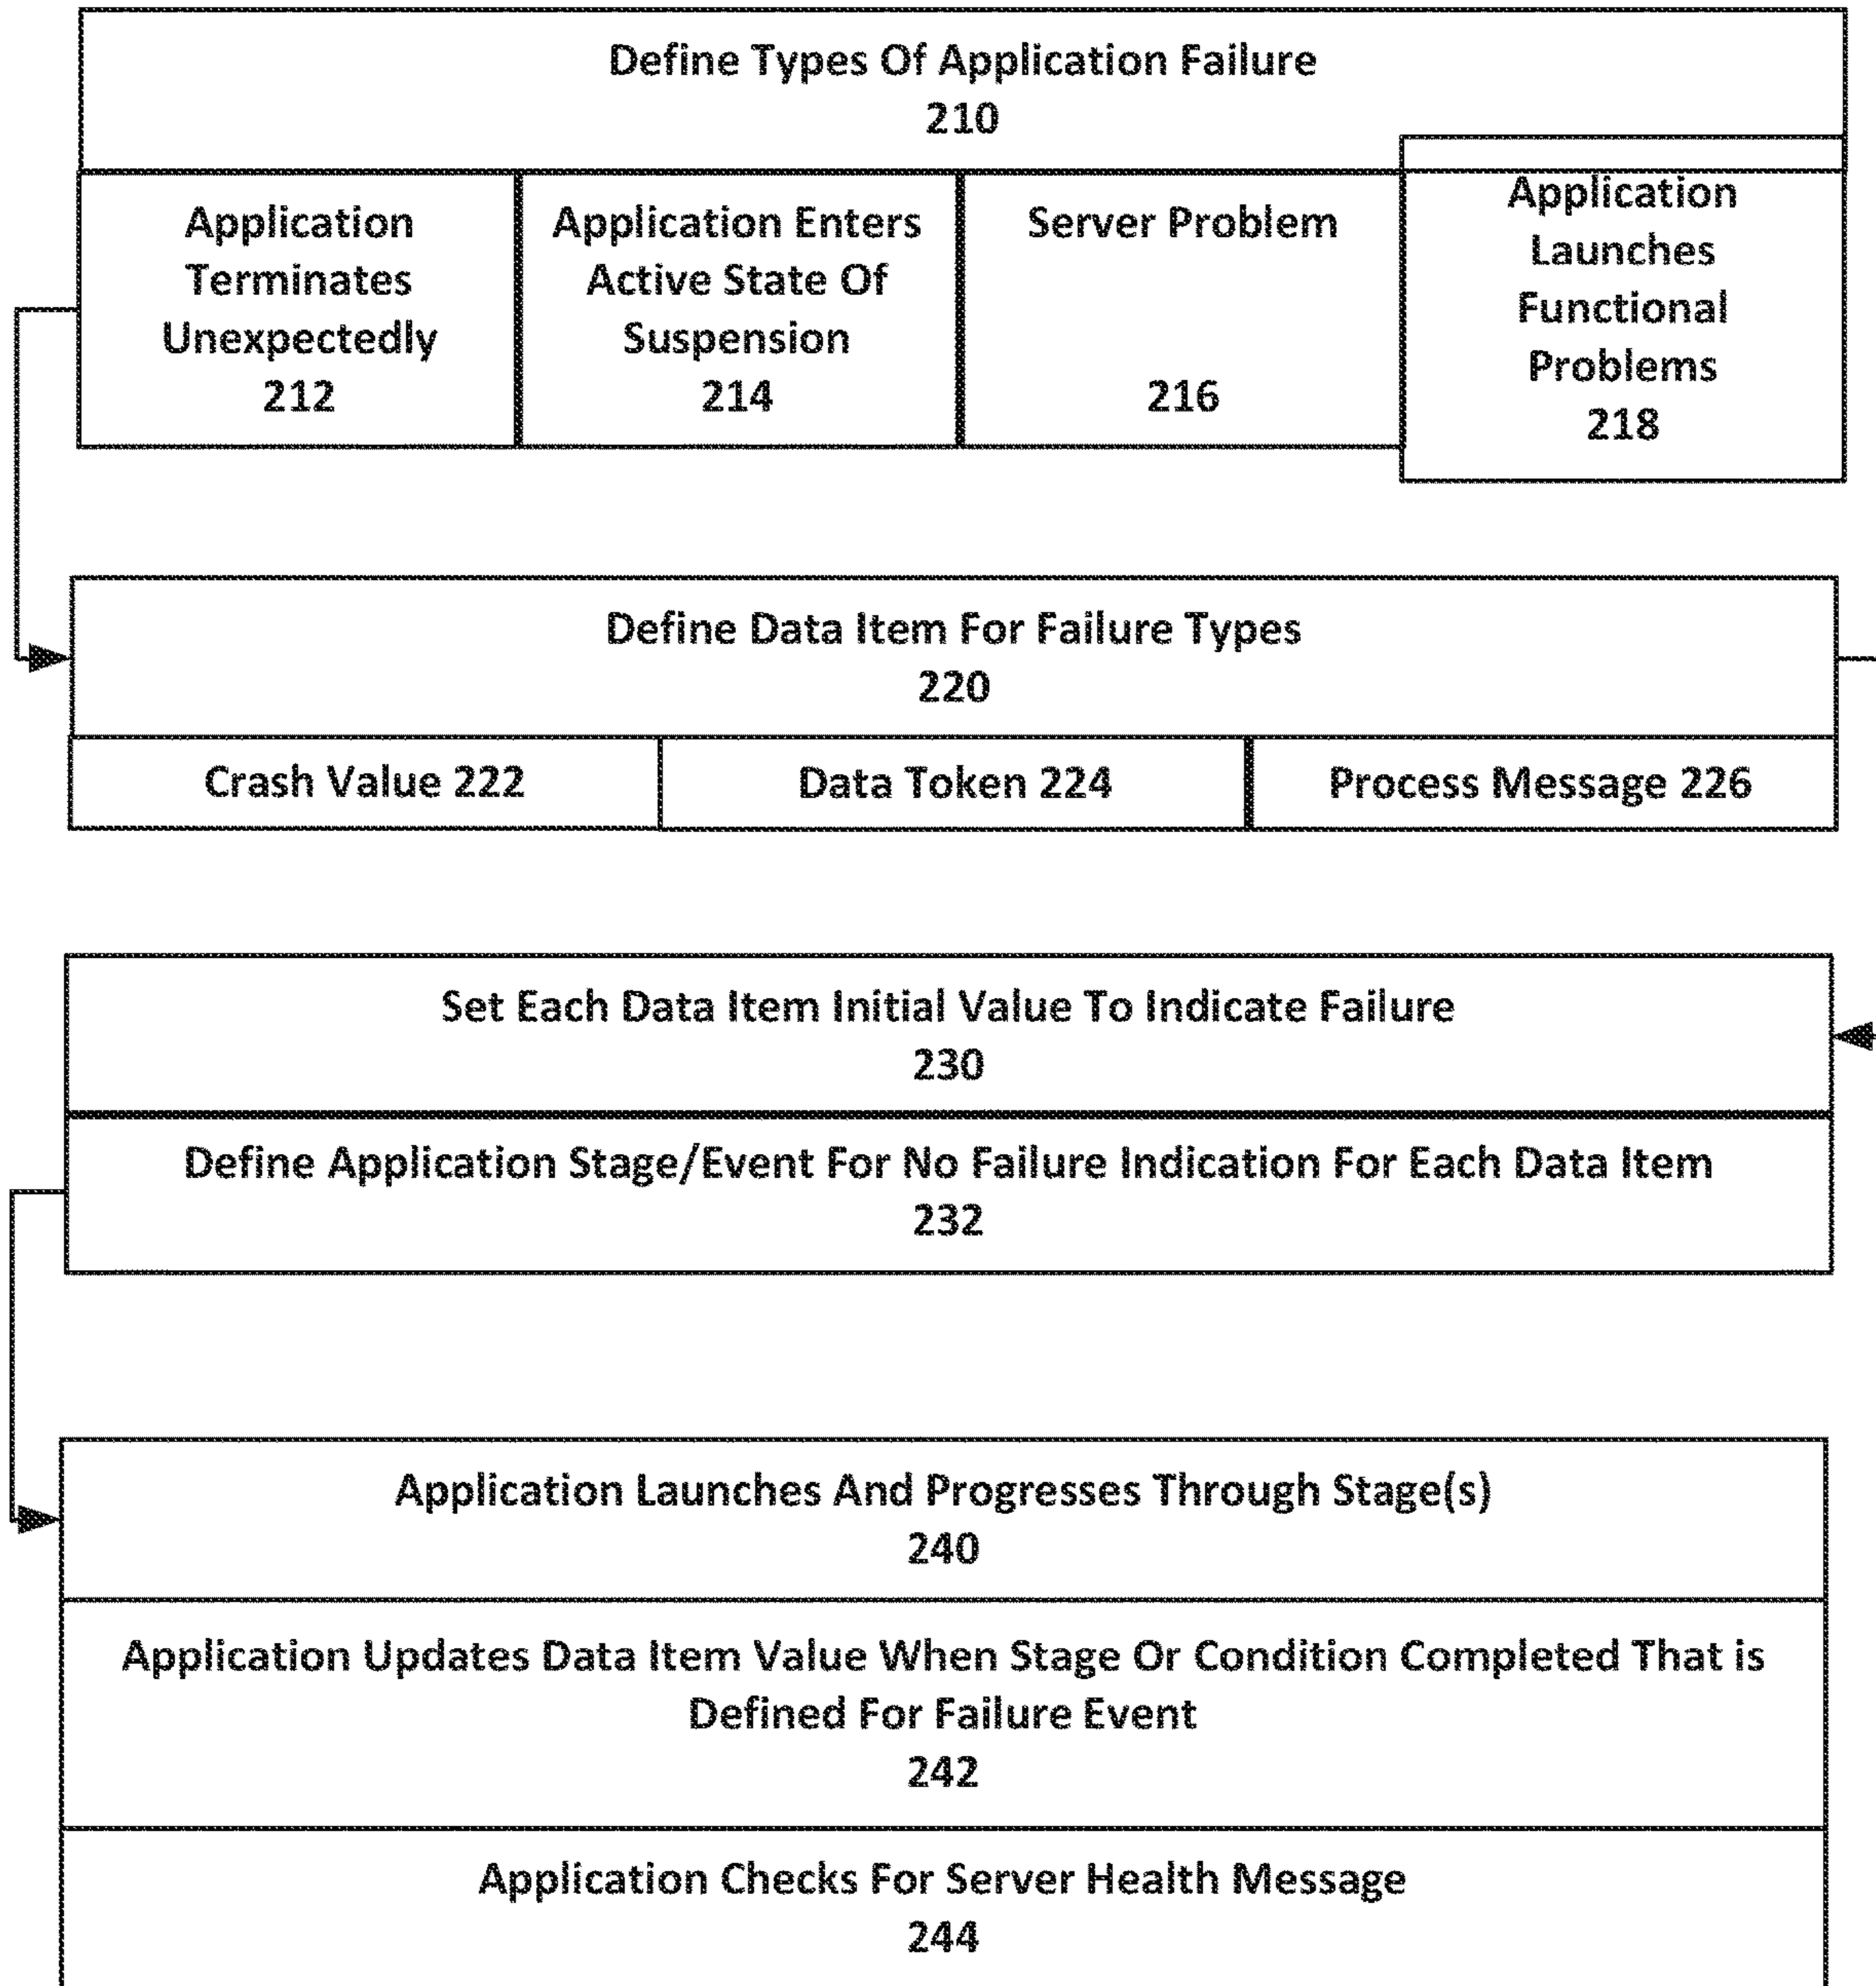 Define Types Of Application Failure
210
Application
Terminates
Unexpectedly
212
Application Enters
Active State Of
Suspension
214
Server Problem
216
Application
Launches
Functional
Problems
218
Define Data Item For Failure Types
220
Crash Value 222
Data Token 224
Process Message 226
Set Each Data Item Initial Value To Indicate Failure
230
Define Application Stage/Event For No Failure Indication For Each Data Item
232
Application Launches And Progresses Through Stage(s)
240
Application Updates Data Item Value When Stage Or Condition Completed That is
Defined For Failure Event
242
Application Checks For Server Health Message
244